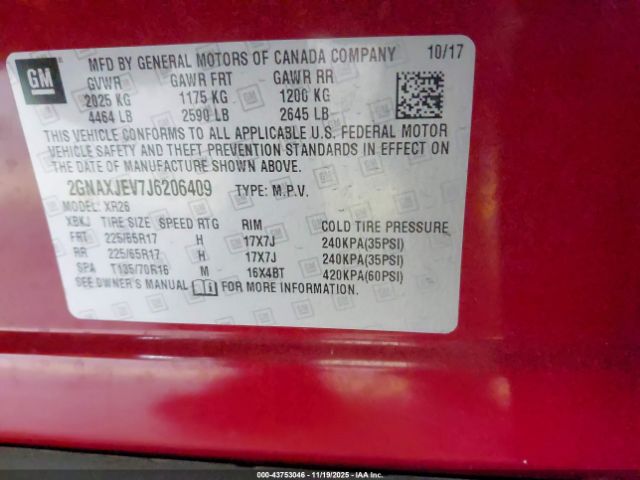 GM
MFD BY GENERAL MOTORS OF CANADA COMPANY 10/17
GVWR GAWR FRT GAWR RR
2025 KG 1175 KG 1200 KG
4464 LB 2590 LB 2645 LB
THIS VEHICLE CONFORMS TO ALL APPLICABLE U.S. FEDERAL MOTOR
VEHICLE SAFETY AND THEFT PREVENTION STANDARDS IN EFFECT ON
THE DATE OF MANUFACTURE SHOWN ABOVE.
2GNAXJEV7J6206409 TYPE: M.P.V.
MODEL: XR26
XBKJ TIRE SIZE SPEED RTG RIM COLD TIRE PRESSURE
FRT 225/65R17 H 17X7J 240KPA(35PSI)
RR 225/65R17 H 17X7J 240KPA(35PSI)
SPA T135/70R16 M 16X4BT 420KPA(60PSI)
SEE OWNER'S MANUAL FOR MORE INFORMATION.
000-43753046 - 11/19/2025 - IAAI.COM